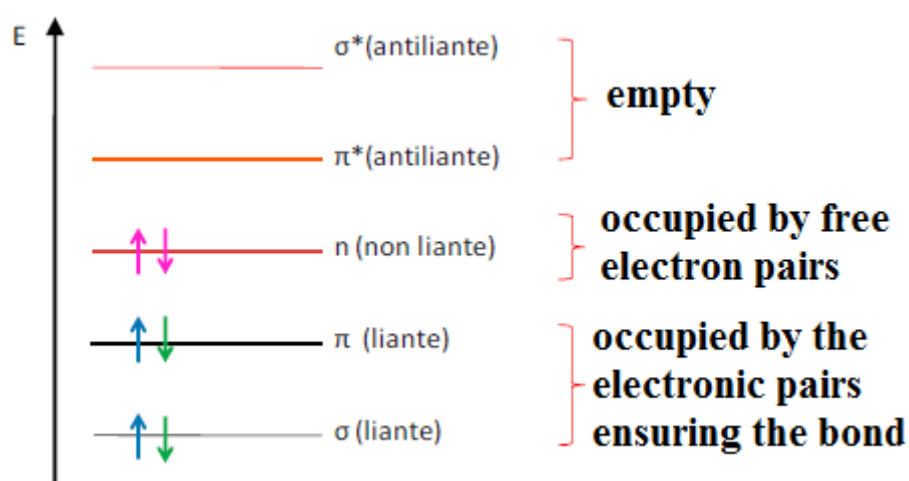 E
σ* (antiliante)
empty
π* (antiliante)
n (non liante)
occupied by free
electron pairs
π (liante)
occupied by the
electronic pairs
ensuring the bond
σ (liante)